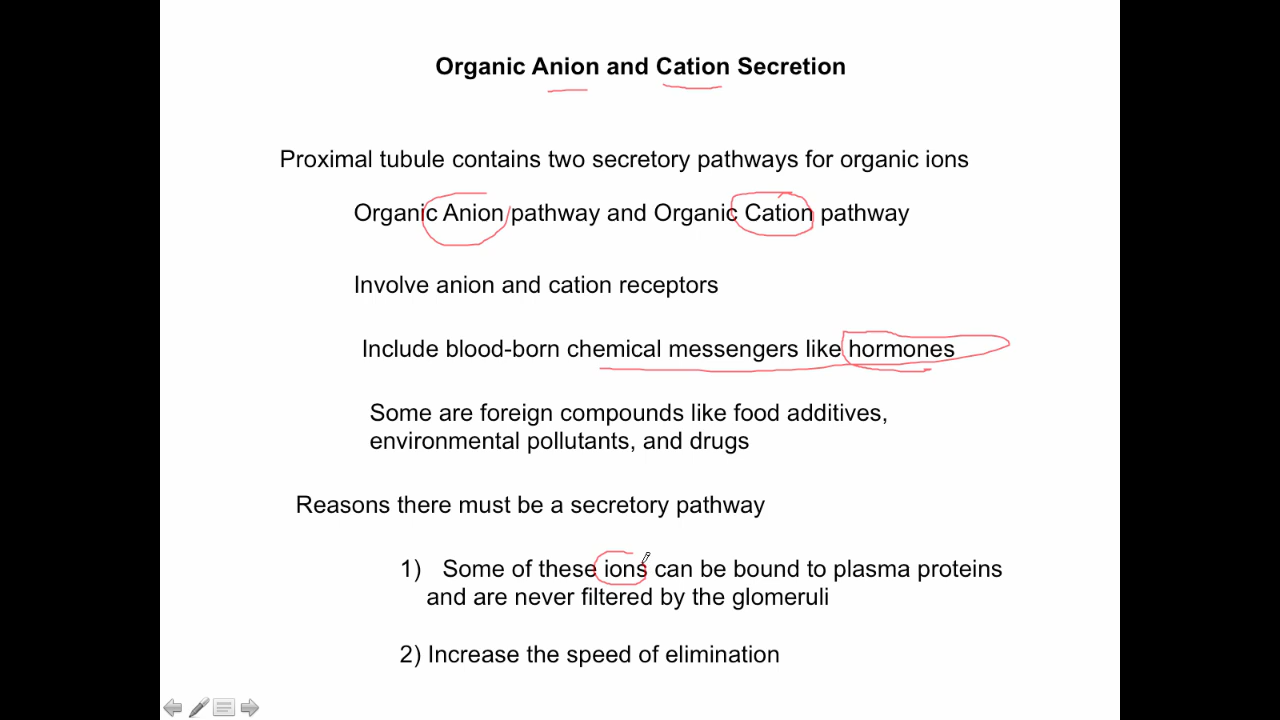 Organic Anion and Cation Secretion
Proximal tubule contains two secretory pathways for organic ions
Organic Anion pathway and Organic Cation pathway
Involve anion and cation receptors
Include blood-born chemical messengers like hormones
Some are foreign compounds like food additives,
environmental pollutants, and drugs
Reasons there must be a secretory pathway
1) Some of these ions can be bound to plasma proteins
and are never filtered by the glomeruli
2) Increase the speed of elimination